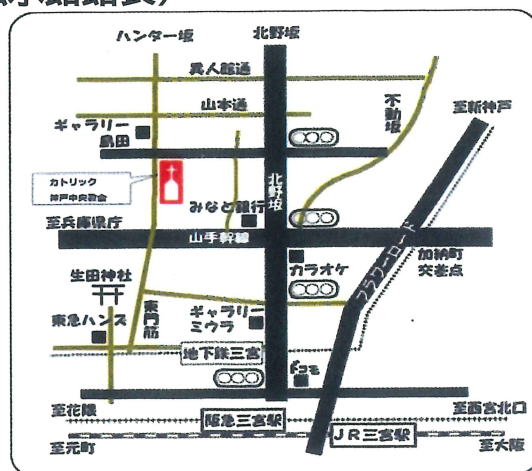 ハンター坂
北野坂
異人館通
山本通
不動坂
至新神戸
ギャラリー
島田
カトリック
神戸中央教会
北野坂
みなと銀行
至兵庫県庁
山手幹線
フラワーロード
加納町
交差点
カラオケ
生田神社
東急ハンズ
東門筋
ギャラリー
ミウラ
地下鉄三宮
ドコモ
至花隈
阪急三宮駅
至西宮北口
至元町
JR三宮駅
至大阪